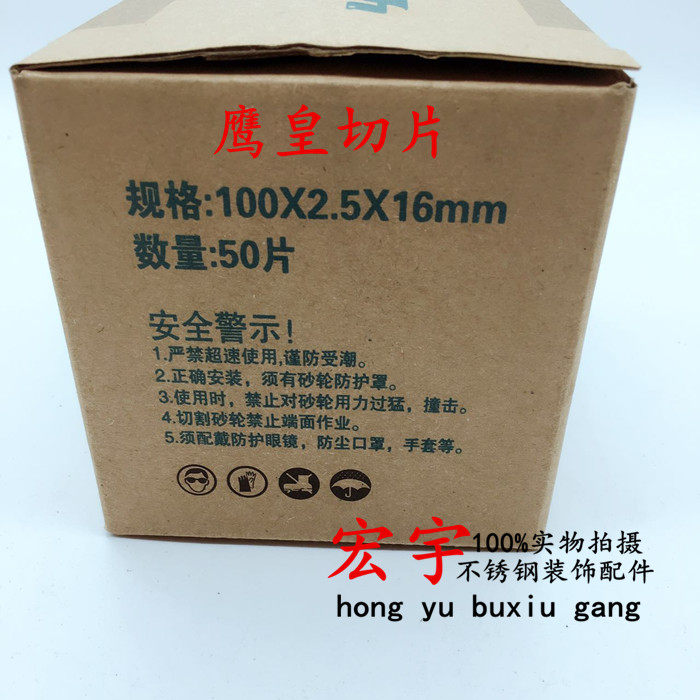 鹰皇切片
规格:100X2.5X16mm
数量:50片
安全警示!
1.严禁超速使用,谨防受潮。
2.正确安装，须有砂轮防护罩。
3.使用时，禁止对砂轮用力过猛，撞击。
4.切割砂轮禁止端面作业。
5.须配戴防护眼镜，防尘口罩，手套等。
宏宇
100%实物拍摄
不锈钢装饰配件
hong yu buxiu gang